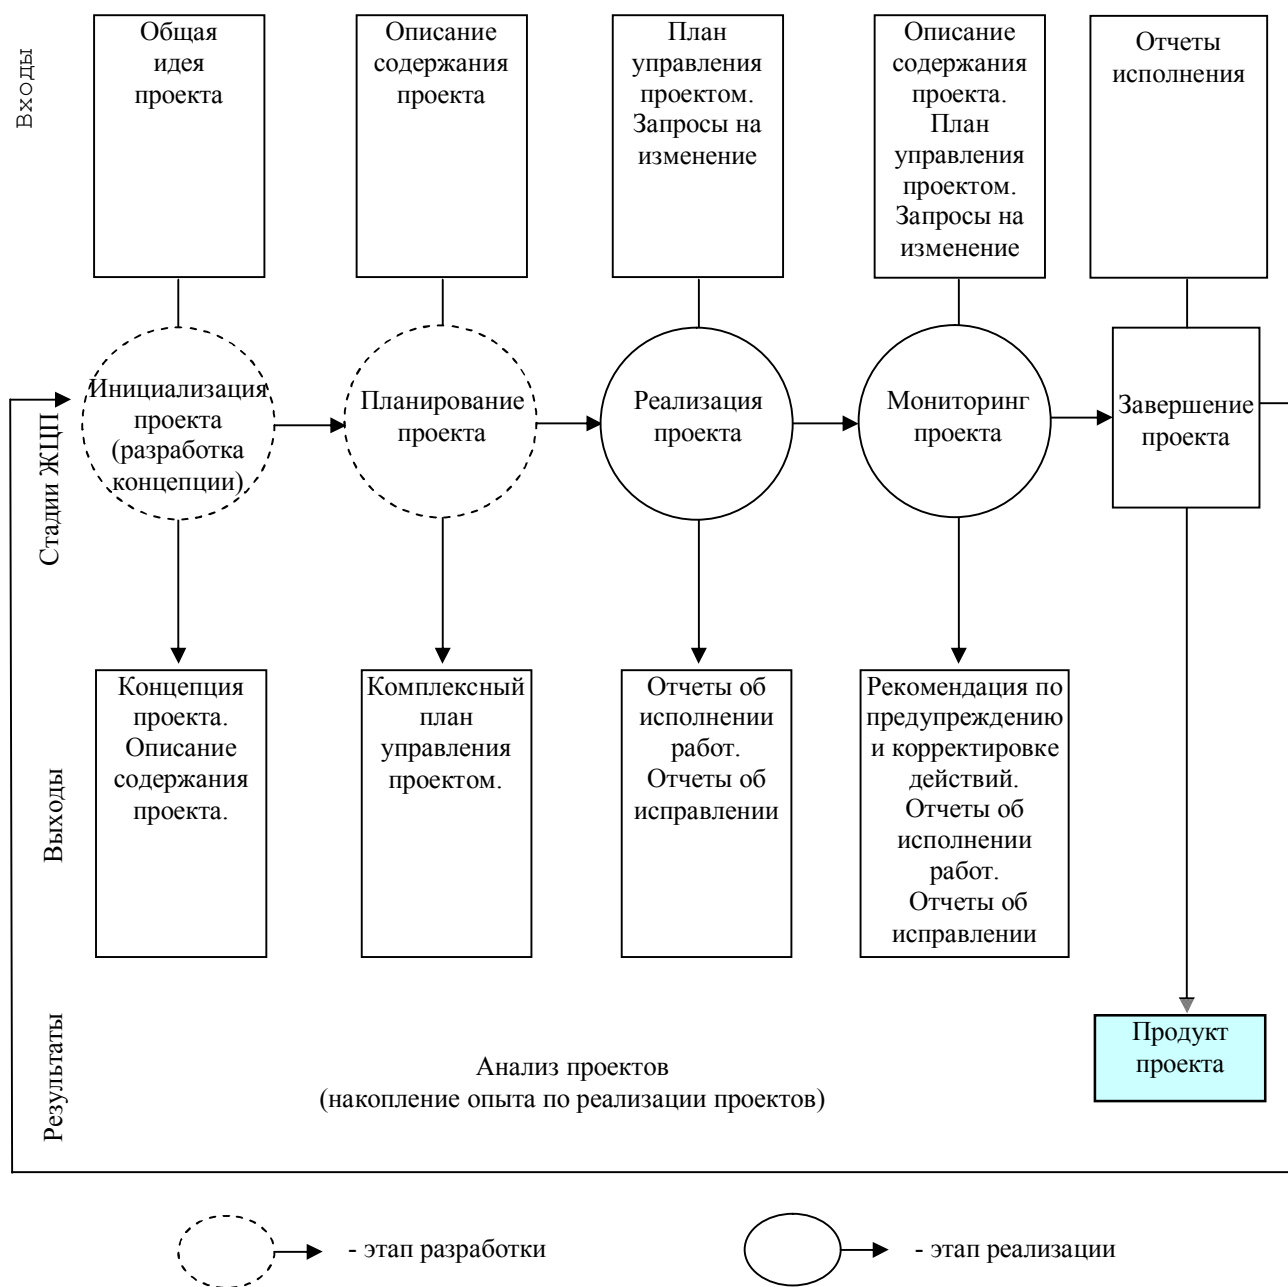 Входы
Общая
идея
проекта
Описание
содержания
проекта
План
управления
проектом.
Запросы на
изменение
Описание
содержания
проекта.
План
управления
проектом.
Запросы на
изменение
Отчеты
исполнения
Стадии ЖЦП
Инициализация
проекта
(разработка
концепции)
Планирование
проекта
Реализация
проекта
Мониторинг
проекта
Завершение
проекта
Выходы
Концепция
проекта.
Описание
содержания
проекта.
Комплексный
план
управления
проектом.
Отчеты об
исполнении
работ.
Отчеты об
исправлении
Рекомендация по
предупреждению
и корректировке
действий.
Отчеты об
исполнении
работ.
Отчеты об
исправлении
Результаты
Анализ проектов
(накопление опыта по реализации проектов)
Продукт
проекта
- этап разработки
- этап реализации